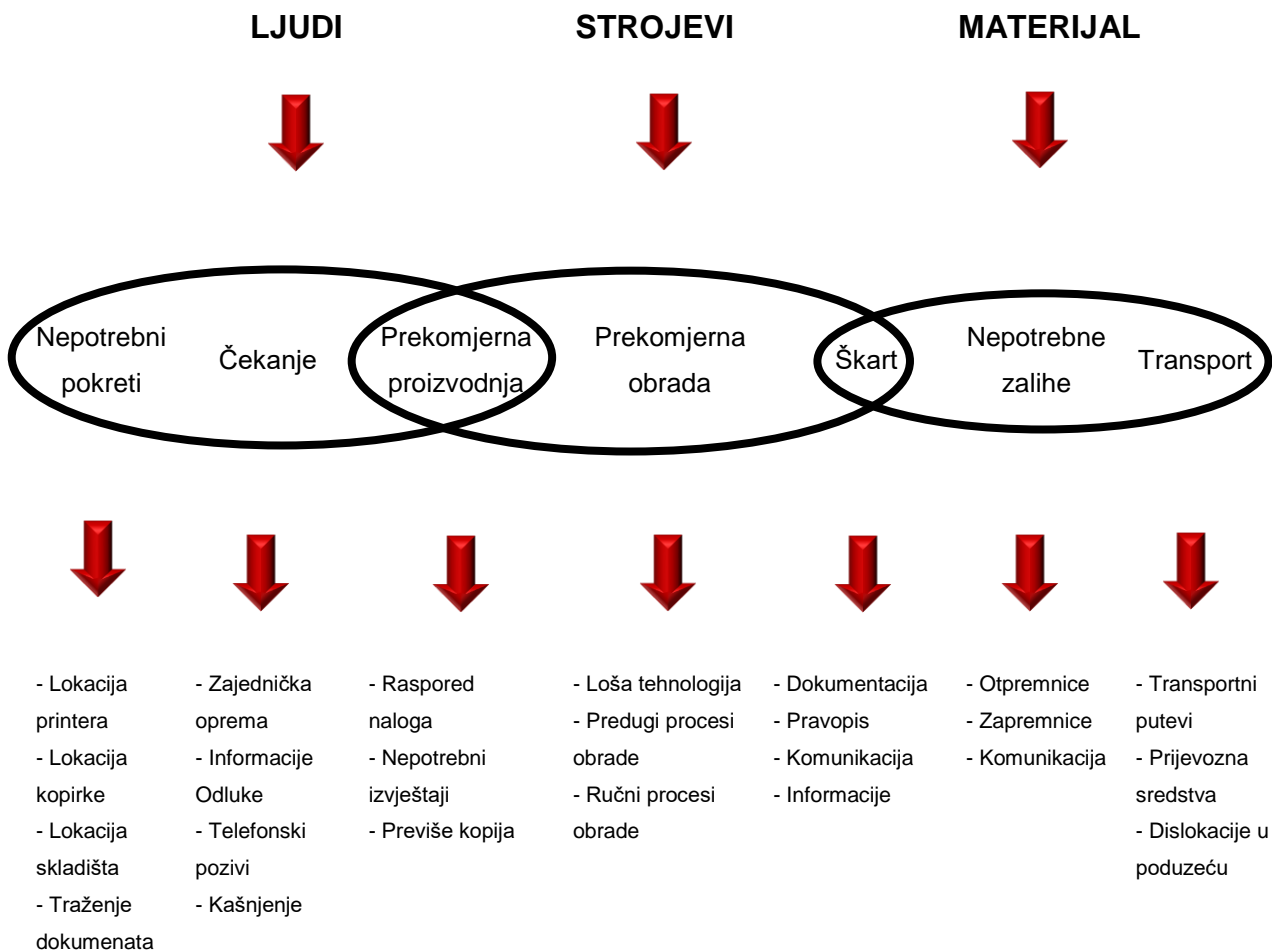 LJUDI
STROJEVI
MATERIJAL
Nepotrebni
pokreti
Čekanje
Prekomjerna
proizvodnja
Prekomjerna
obrada
Škart
Nepotrebne
zalihe
Transport
- Lokacija
printera
- Lokacija
kopirke
- Lokacija
skladišta
- Traženje
dokumenata
- Zajednička
oprema
- Informacije
Odluke
- Telefonski
pozivi
- Kašnjenje
- Raspored
naloga
- Nepotrebni
izvještaji
- Previše kopija
- Loša tehnologija
- Predugi procesi
obrade
- Ručni procesi
obrade
- Dokumentacija
- Pravopis
- Komunikacija
- Informacije
- Otpremnice
- Zapremnice
- Komunikacija
- Transportni
putevi
- Prijevozna
sredstva
- Dislokacije u
poduzeću